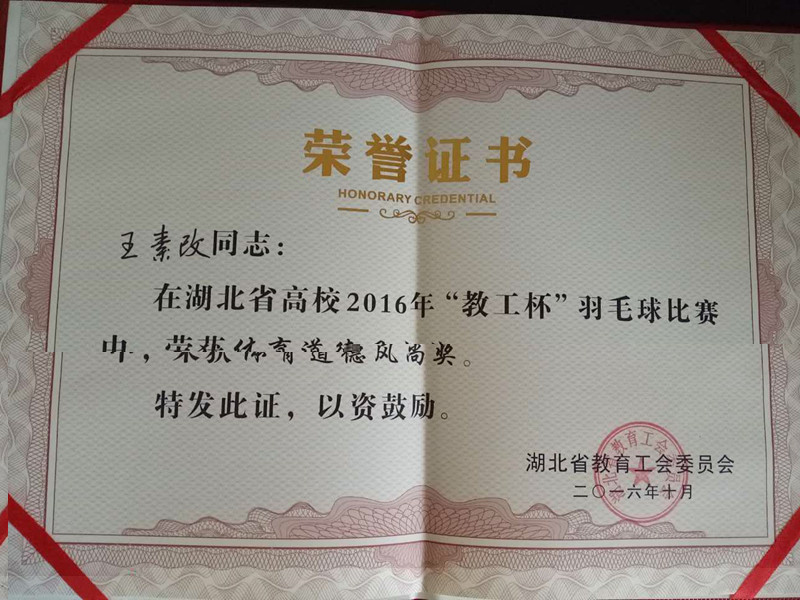 荣誉证书
HONORARY CREDENTIAL
王素改同志：
在湖北省高校2016年“教工杯”羽毛球比赛
中，荣获体育道德风尚奖。
特发此证，以资鼓励。
湖北省教育工会委员会
二〇一六年十月